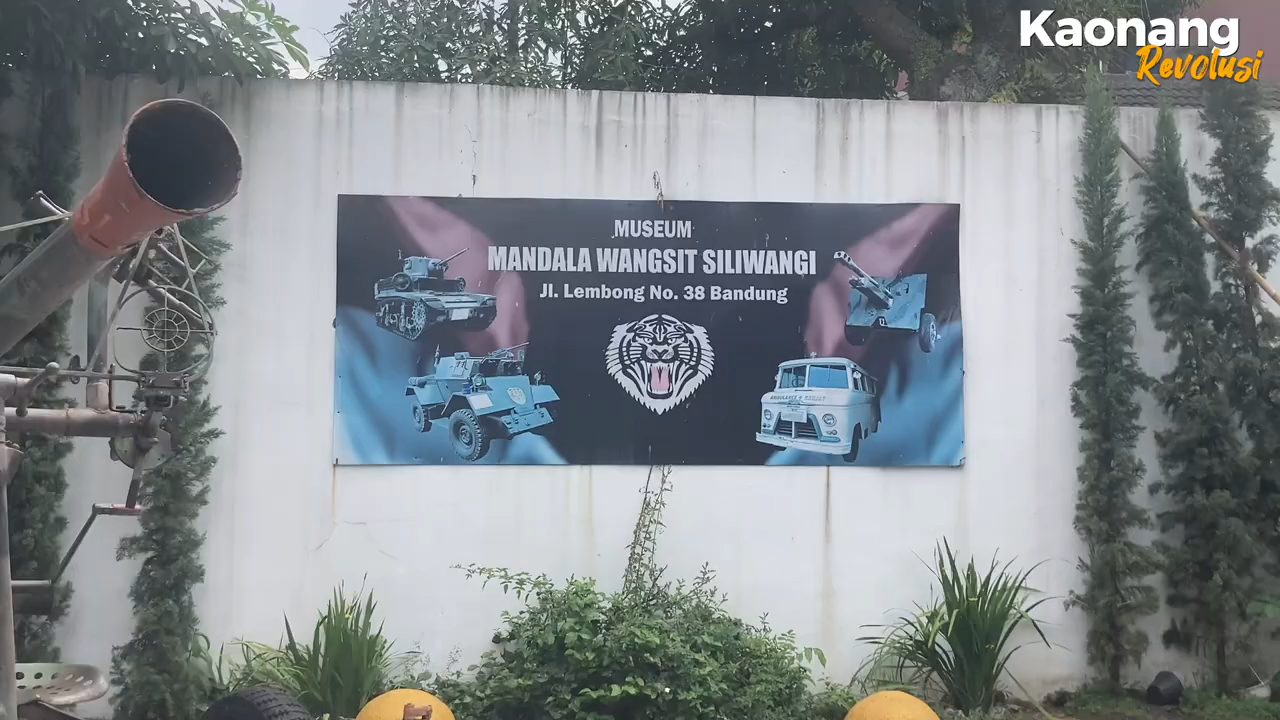 Kaonang
Revolusi
MUSEUM
MANDALA WANGSIT SILIWANGI
Jl. Lembong No. 38 Bandung